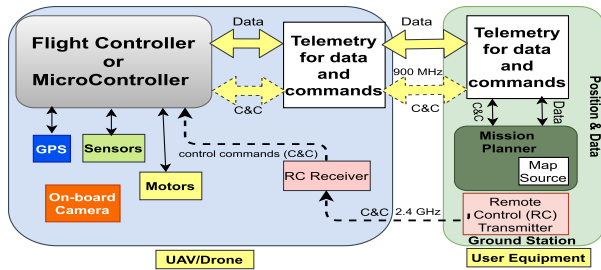 Flight Controller
or
MicroController
Data
C&C
Telemetry
for data
and
commands
Data
900 MHz
C&C
Telemetry
for data
and
commands
Position & Data
C&C
Data
Mission
Planner
Map
Source
GPS
Sensors
Motors
On-board
Camera
control commands (C&C)
RC Receiver
C&C 2.4 GHz
Remote
Control (RC)
Transmitter
Ground Station
UAV/Drone
User Equipment